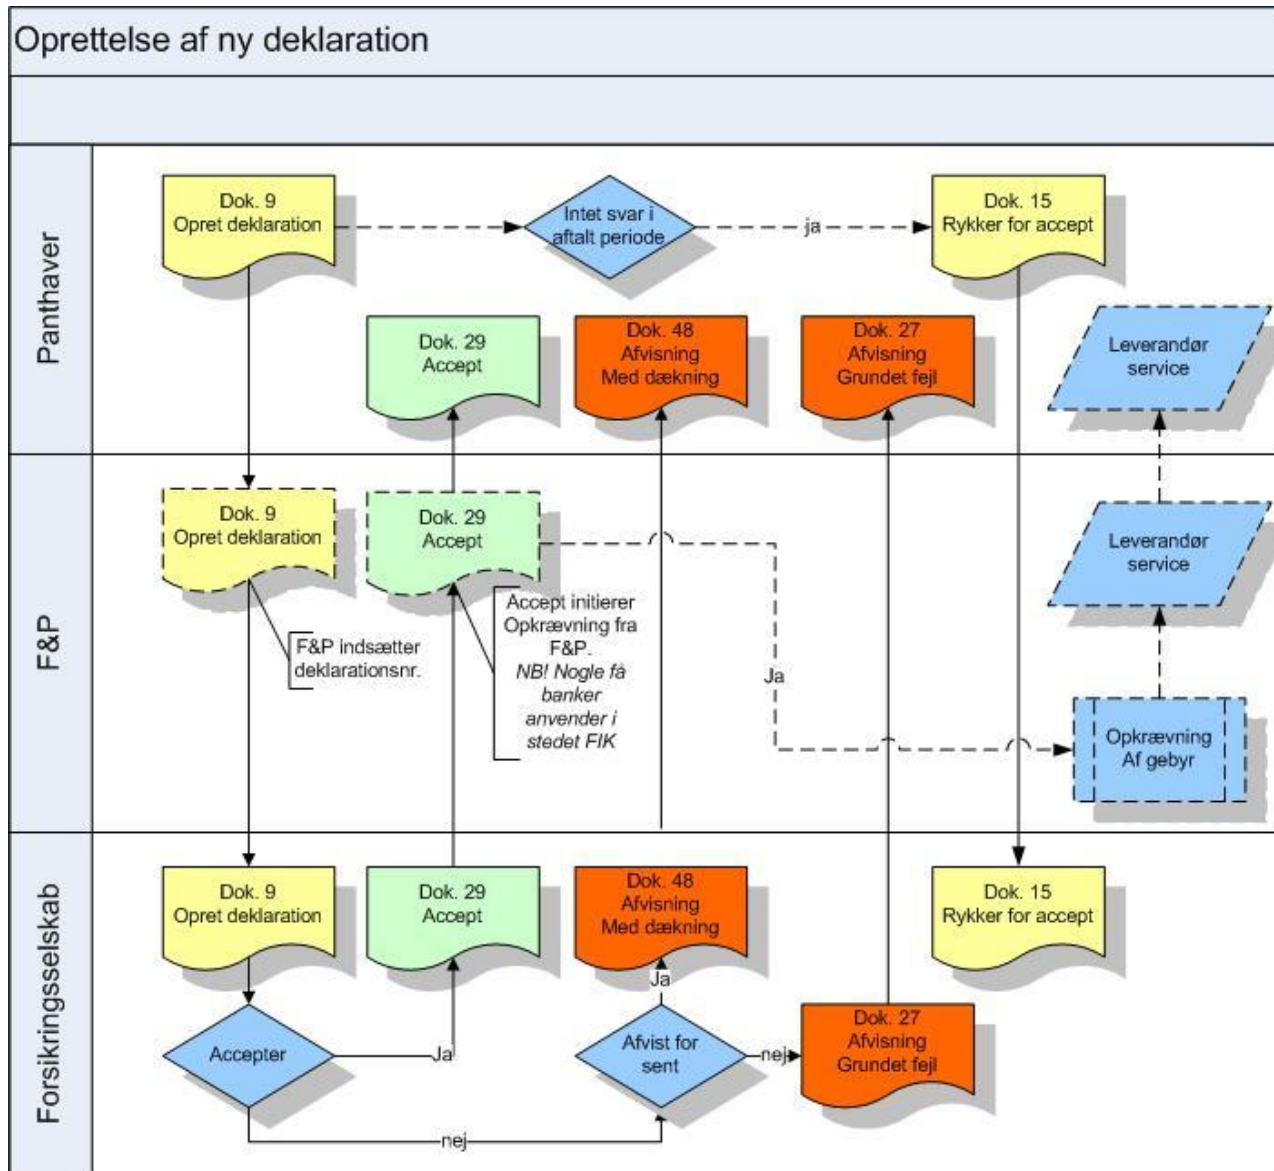 Oprettelse af ny deklaration
Panthaver
Dok. 9
Opret deklaration
Intet svar i
aftalt periode
ja
Dok. 15
Rykker for accept
Dok. 29
Accept
Dok. 48
Afvisning
Med dækning
Dok. 27
Afvisning
Grundet fejl
Leverandør
service
F&P
Dok. 9
Opret deklaration
F&P indsætter
deklarationsnr.
Dok. 29
Accept
Accept initierer
Opkrævning fra
F&P.
NB! Nogle få
banker
anvender i
stedet FIK
Ja
Leverandør
service
Opkrævning
Af gebyr
Forsikringsselskab
Dok. 9
Opret deklaration
Dok. 29
Accept
Dok. 48
Afvisning
Med dækning
Dok. 15
Rykker for accept
Accepter
Ja
Ja
Afvist for
sent
nej
Dok. 27
Afvisning
Grundet fejl
nej